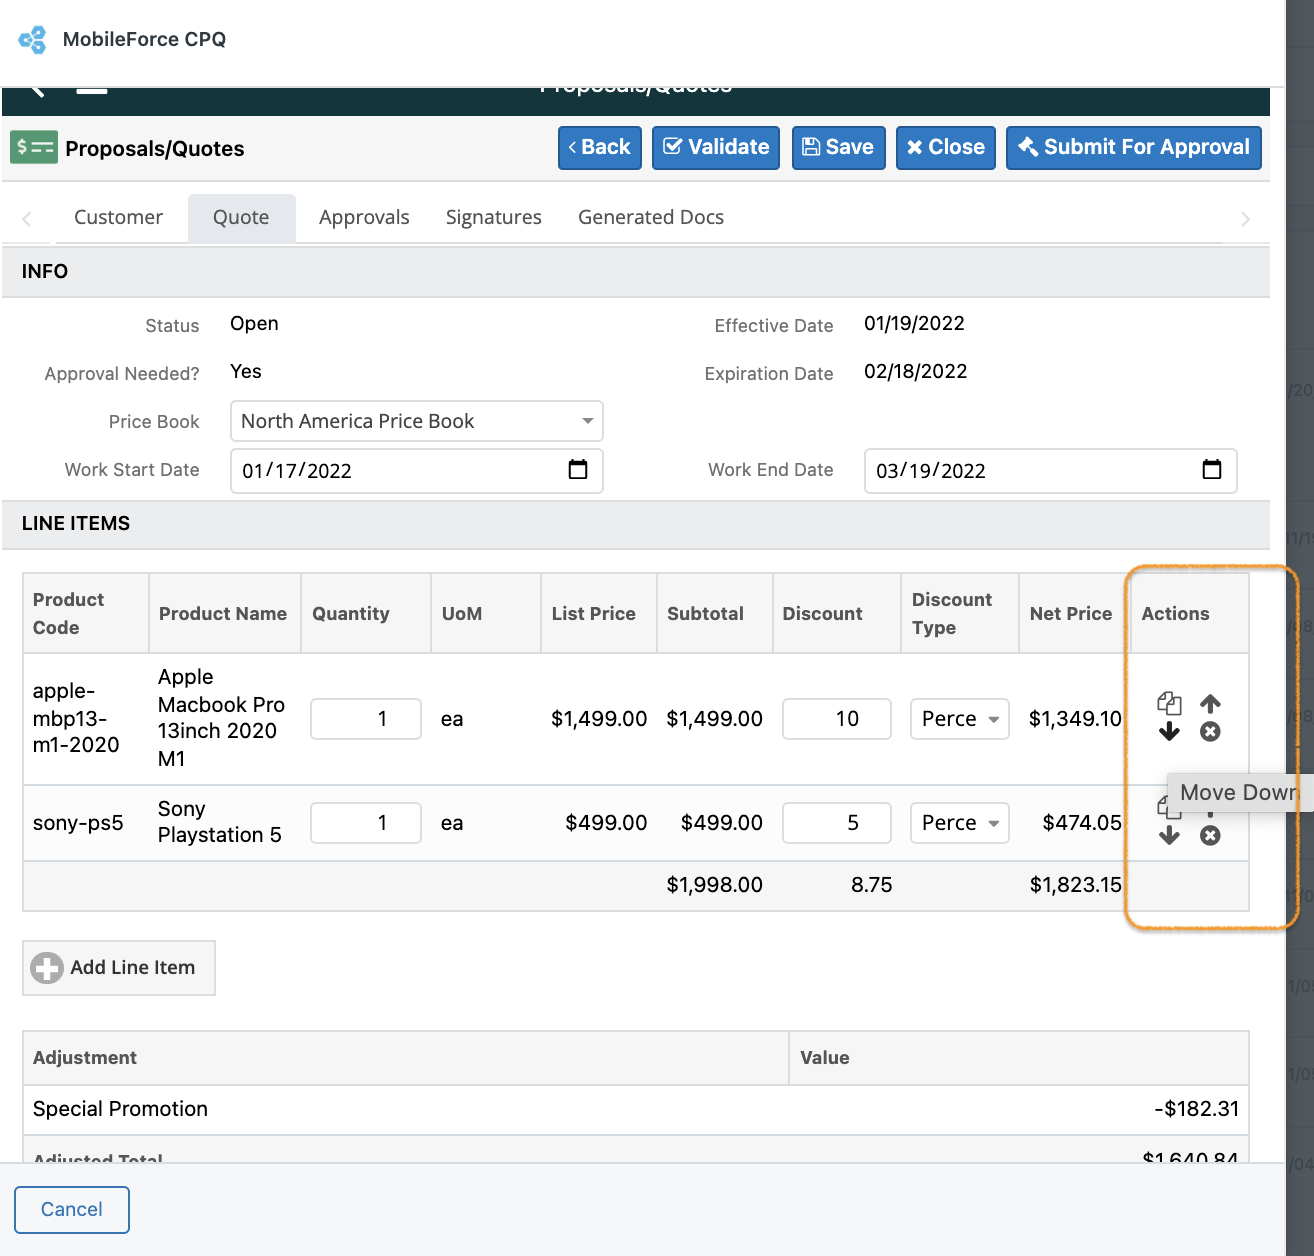 MobileForce CPQ
Proposals/Quotes
Proposals/Quotes
Back
Validate
Save
Close
Submit For Approval
Customer
Quote
Approvals
Signatures
Generated Docs
INFO
Status
Open
Effective Date
01/19/2022
Approval Needed?
Yes
Expiration Date
02/18/2022
Price Book
North America Price Book
Work Start Date
01/17/2022
Work End Date
03/19/2022
LINE ITEMS
Product
Code
Product Name
Quantity
UoM
List Price
Subtotal
Discount
Discount
Type
Net Price
Actions
apple-
mbp13-
m1-2020
Apple
Macbook Pro
13inch 2020
M1
1
ea
$1,499.00
$1,499.00
10
Perce
$1,349.10
Move Down
sony-ps5
Sony
Playstation 5
1
ea
$499.00
$499.00
5
Perce
$474.05
$1,998.00
8.75
$1,823.15
Add Line Item
Adjustment
Value
Special Promotion
-$182.31
Adjusted Total
$1,640.84
Cancel